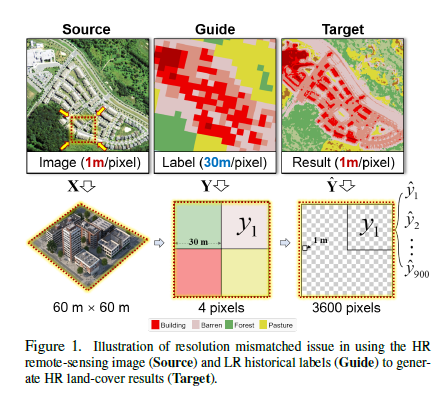 Source Guide Target
Image (1m/pixel) Label (30m/pixel) Result (1m/pixel)
X Y Ŷ
30 m y₁ 1 m y₁ ŷ₁
ŷ₂
⋮
ŷ₉₀₀
60 m × 60 m 4 pixels 3600 pixels
Building Barren Forest Pasture
Figure 1. Illustration of resolution mismatched issue in using the HR
remote-sensing image (Source) and LR historical labels (Guide) to gener-
ate HR land-cover results (Target).